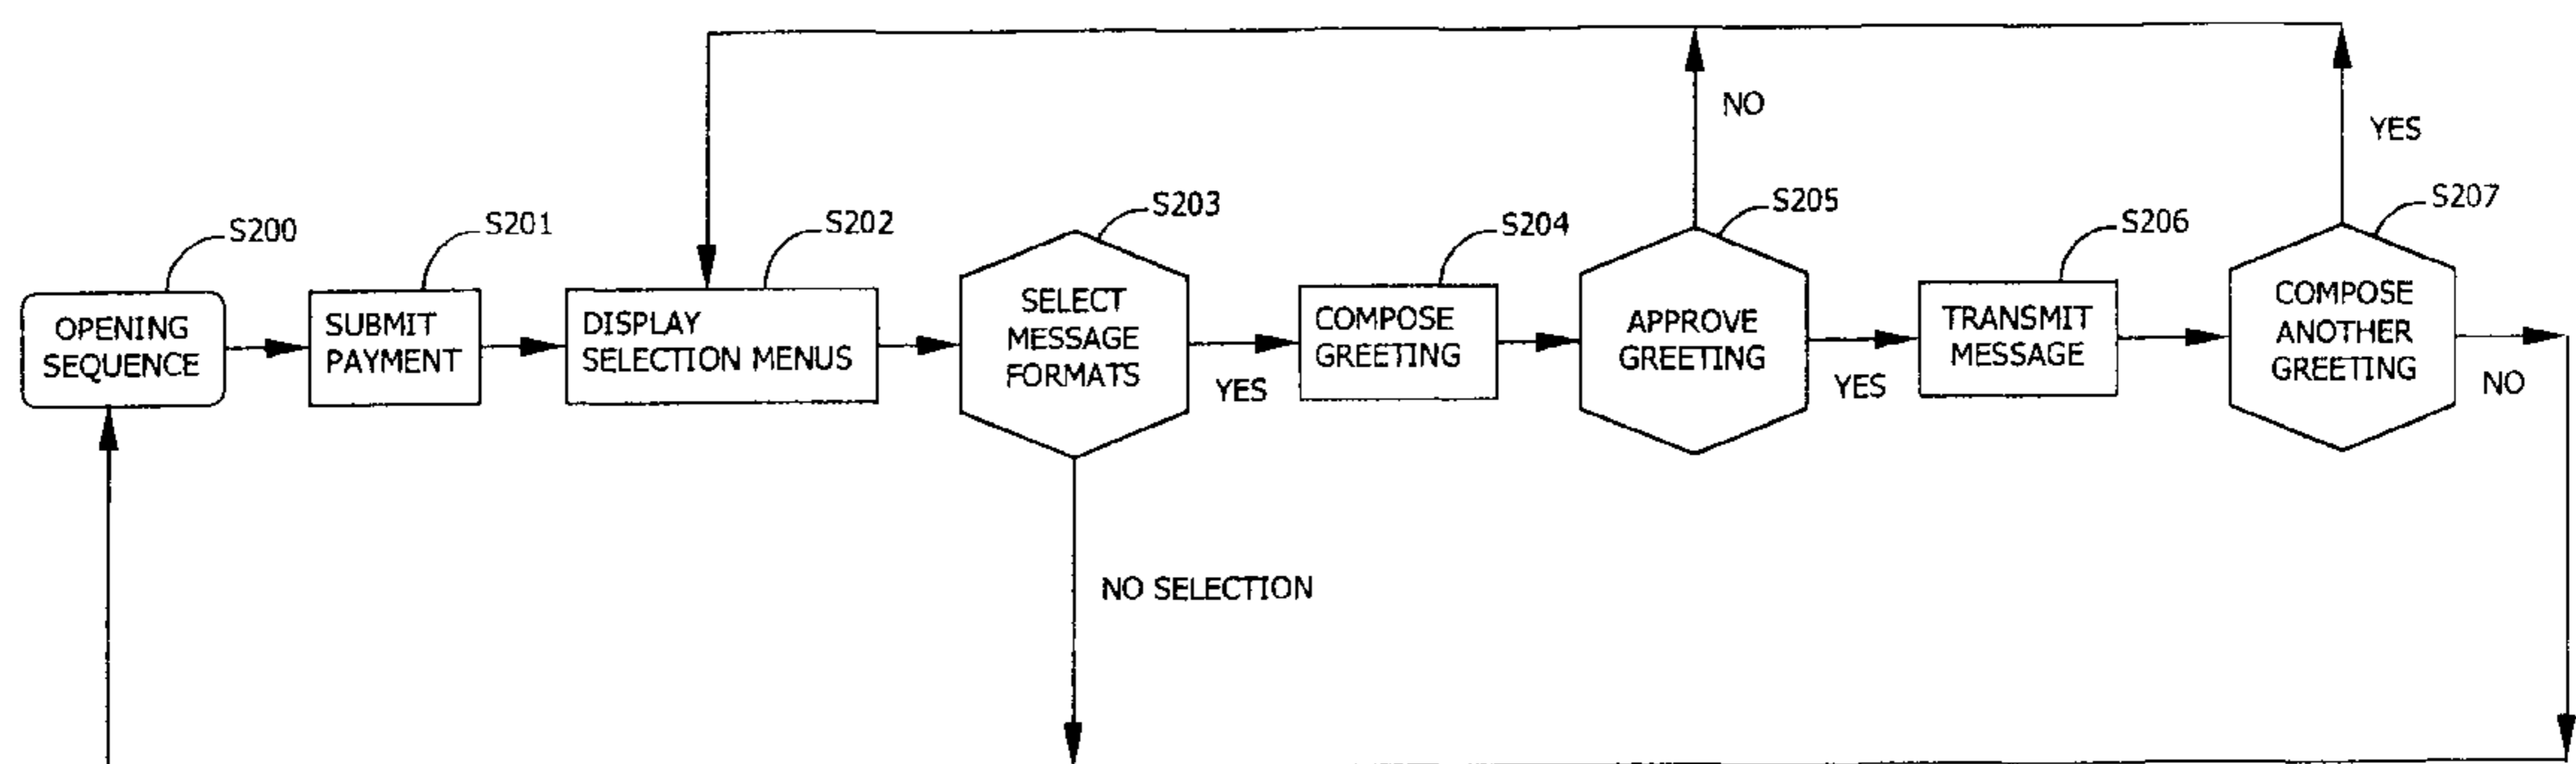 NO
YES
S200
S201
S202
S203
S204
S205
S206
S207
OPENING
SEQUENCE
SUBMIT
PAYMENT
DISPLAY
SELECTION MENUS
SELECT
MESSAGE
FORMATS
YES
COMPOSE
GREETING
APPROVE
GREETING
YES
TRANSMIT
MESSAGE
COMPOSE
ANOTHER
GREETING
NO
NO SELECTION